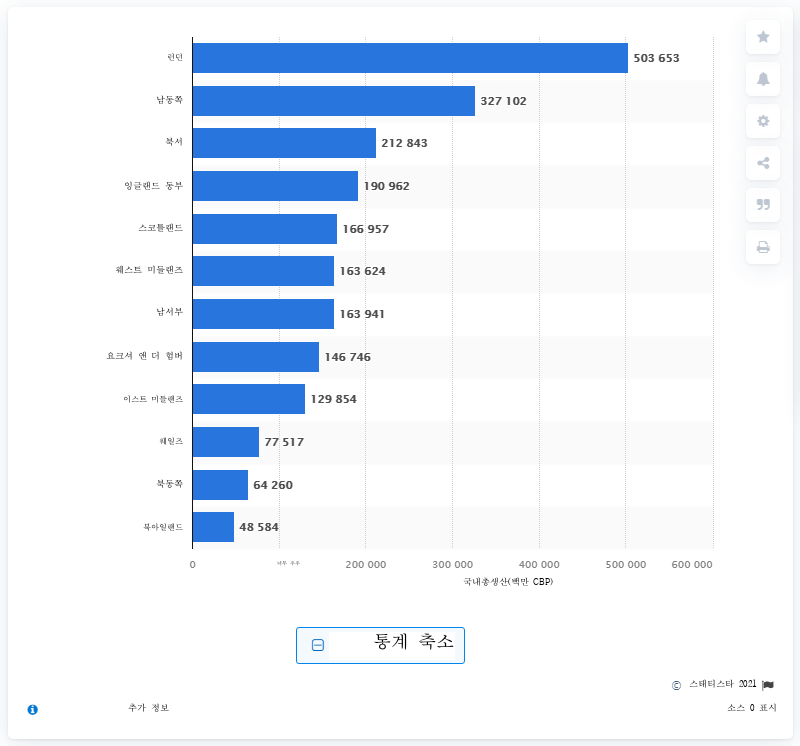 런던 503 653
남동쪽 327 102
북서 212 843
잉글랜드 동부 190 962
스코틀랜드 166 957
웨스트 미들랜즈 163 624
남서부 163 941
요크셔 앤 더 험버 146 746
이스트 미들랜즈 129 854
웨일즈 77 517
북동쪽 64 260
북아일랜드 48 584
0 200 000 300 000 400 000 500 000 600 000
국내총생산(백만 CBP)
통계 축소
© 스태티스타 2021
추가 정보 소스 0 표시